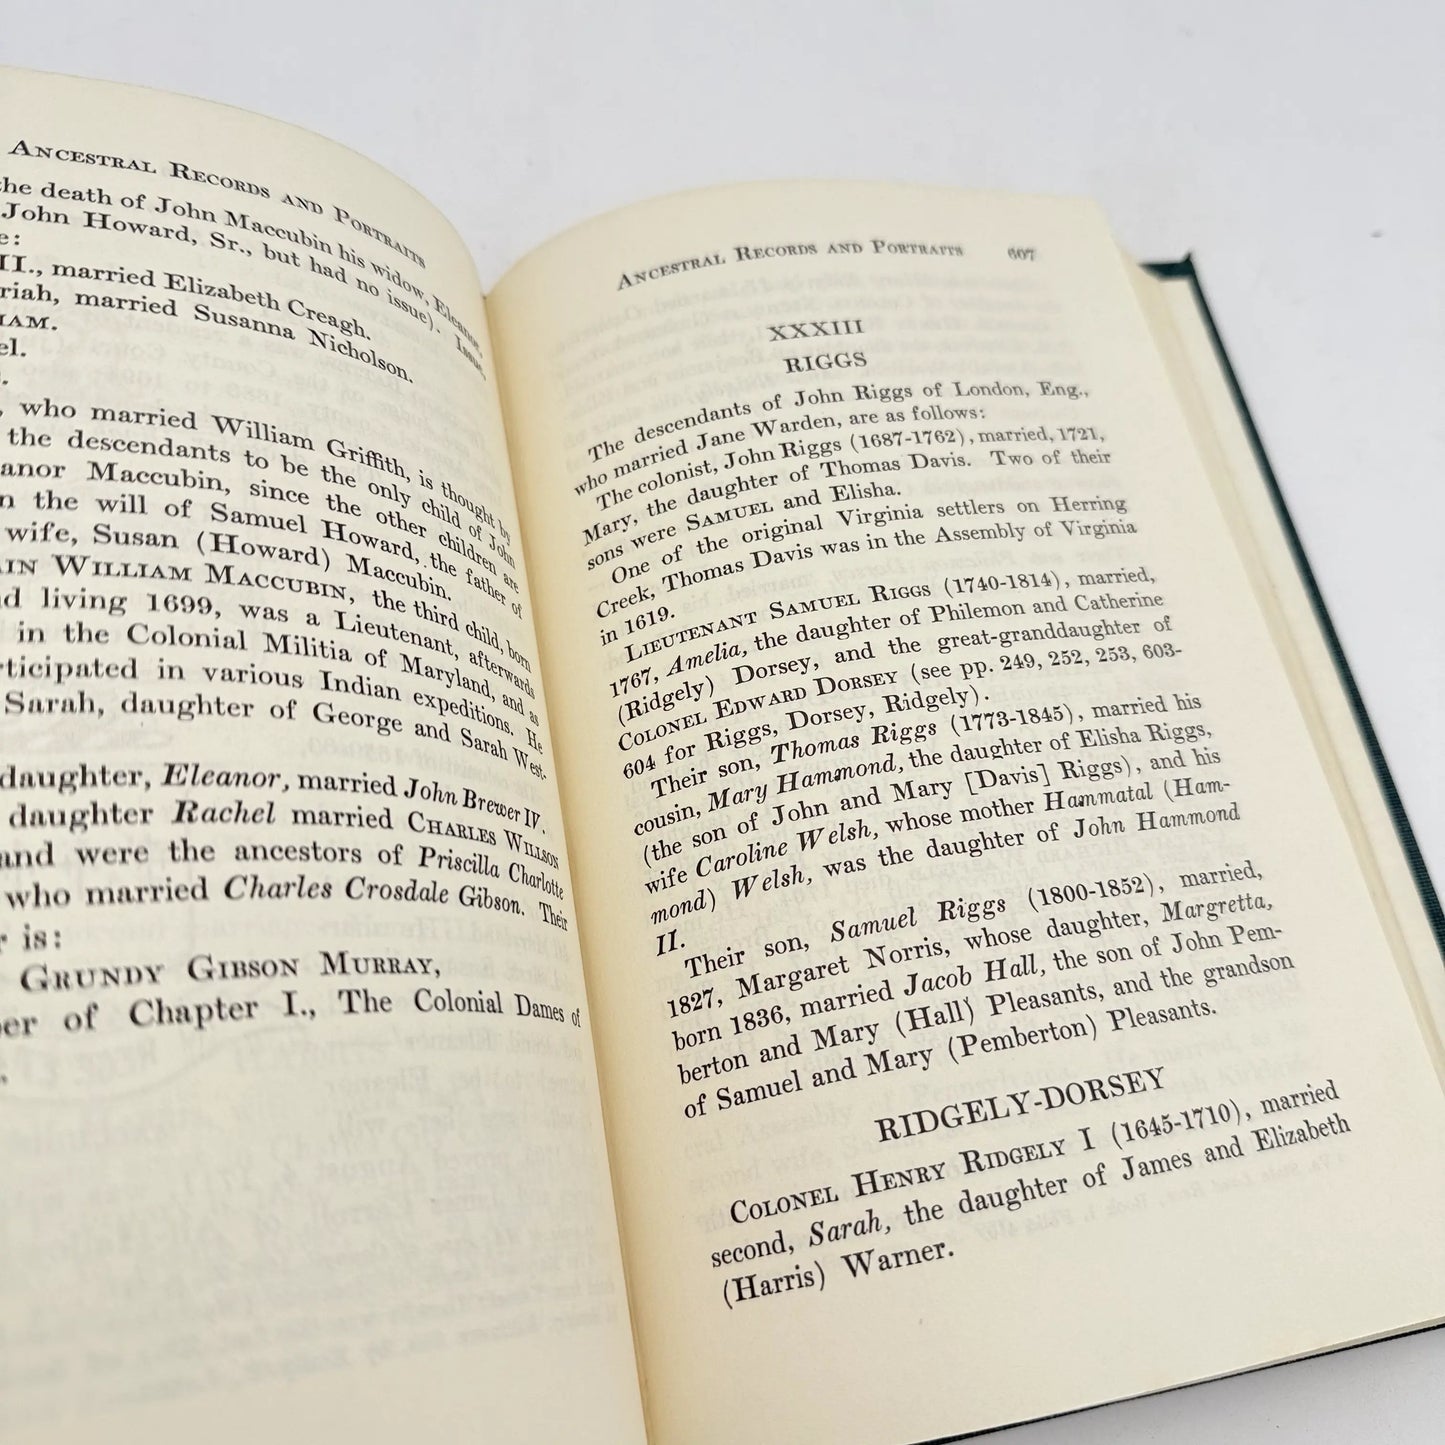 ANCESTRAL RECORDS AND PORTRAITS
the death of John Maccubin his widow, Eleanor,
John Howard, Sr., but had no issue). Issue,
e:
II., married Elizabeth Creagh.
riah, married Susanna Nicholson.
IAM.
el.
, who married William Griffith, is thought by
the descendants to be the only child of John
eanor Maccubin, since the other children are
n the will of Samuel Howard, the father of
wife, Susan (Howard) Maccubin.
AIN WILLIAM MACCUBIN, the third child, born
nd living 1699, was a Lieutenant, afterwards
in the Colonial Militia of Maryland, and as
rticipated in various Indian expeditions. He
Sarah, daughter of George and Sarah West-
daughter, Eleanor, married John Brewer IV.
daughter Rachel married CHARLES WILLSON
and were the ancestors of Priscilla Charlotte
who married Charles Crosdale Gibson. Their
r is:
GRUNDY GIBSON MURRAY,
ber of Chapter I., The Colonial Dames of
ANCESTRAL RECORDS AND PORTRAITS 607
XXXIII
RIGGS
The descendants of John Riggs of London, Eng.,
who married Jane Warden, are as follows:
The colonist, John Riggs (1687-1762), married, 1721,
Mary, the daughter of Thomas Davis. Two of their
sons were SAMUEL and Elisha.
One of the original Virginia settlers on Herring
Creek, Thomas Davis was in the Assembly of Virginia
in 1619.
LIEUTENANT SAMUEL RIGGS (1740-1814), married,
1767, Amelia, the daughter of Philemon and Catherine
(Ridgely) Dorsey, and the great-granddaughter of
COLONEL EDWARD DORSEY (see pp. 249, 252, 253, 603-
604 for Riggs, Dorsey, Ridgely).
Their son, Thomas Riggs (1773-1845), married his
cousin, Mary Hammond, the daughter of Elisha Riggs,
(the son of John and Mary [Davis] Riggs), and his
wife Caroline Welsh, whose mother Hammatal (Ham-
mond) Welsh, was the daughter of John Hammond
II.
Their son, Samuel Riggs (1800-1852), married,
1827, Margaret Norris, whose daughter, Margretta,
born 1836, married Jacob Hall, the son of John Pem-
berton and Mary (Hall) Pleasants, and the grandson
of Samuel and Mary (Pemberton) Pleasants.
RIDGELY-DORSEY
COLONEL HENRY RIDGELY I (1645-1710), married
second, Sarah, the daughter of James and Elizabeth
(Harris) Warner.